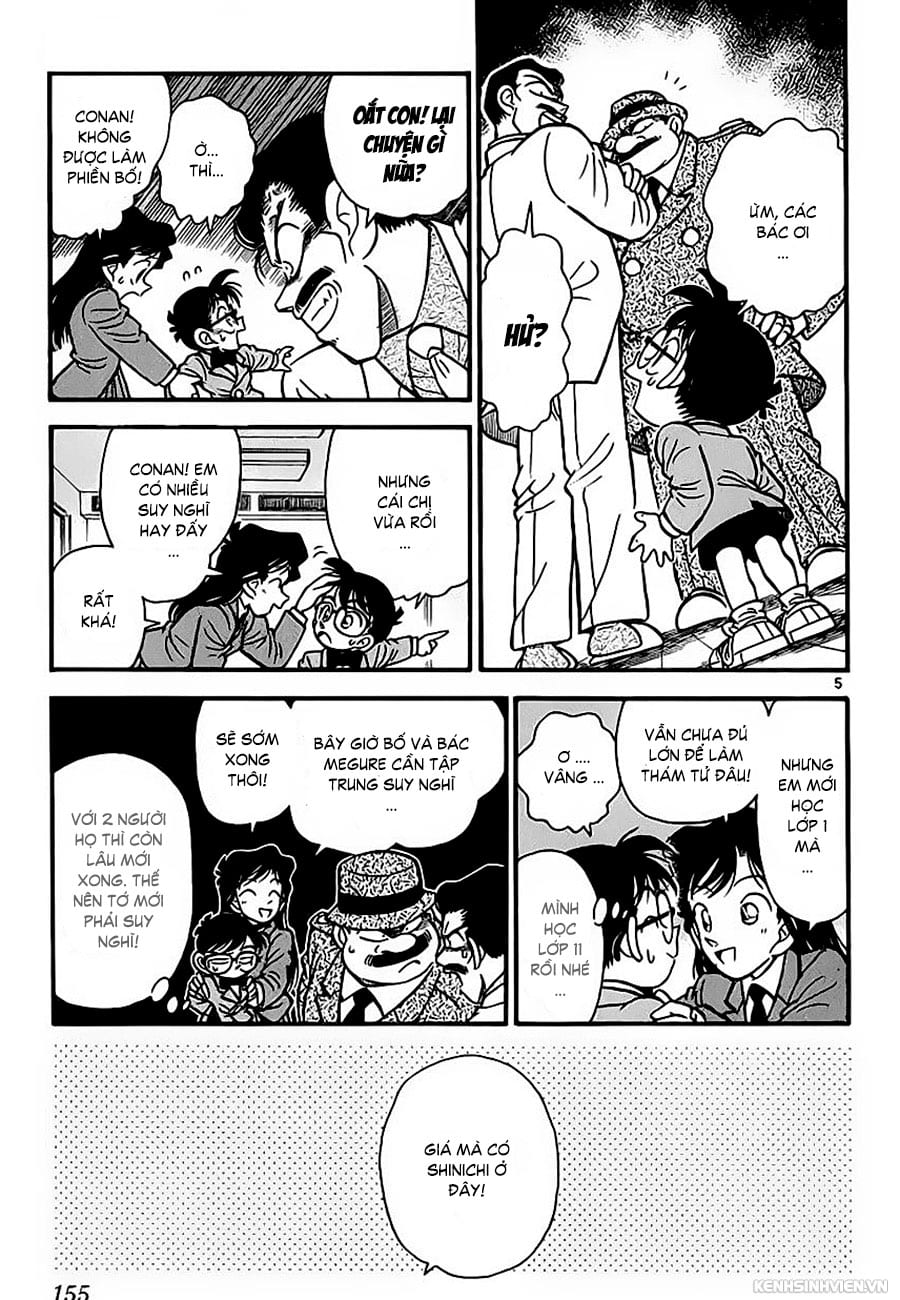 ỪM, CÁC
BÁC ƠI
...
HỬ?
OẮT CON! LẠI
CHUYỆN GÌ
NỮA?
Ờ...
THÌ...
CONAN!
KHÔNG
ĐƯỢC LÀM
PHIỀN BỐ!
NHƯNG
CÁI CHỊ
VỪA RỒI
...
CONAN! EM
CÓ NHIỀU
SUY NGHĨ
HAY ĐẤY
...
RẤT
KHÁ!
5
NHƯNG
EM MỚI
HỌC
LỚP 1
MÀ
...
VẪN CHƯA ĐỦ
LỚN ĐỂ LÀM
THÁM TỬ ĐÂU!
Ơ ....
VÂNG ...
MÌNH
HỌC
LỚP 11
RỒI NHÉ
...
BÂY GIỜ BỐ VÀ BÁC
MEGURE CẦN TẬP
TRUNG SUY NGHĨ
...
SẼ SỚM
XONG
THÔI!
VỚI 2 NGƯỜI
HỌ THÌ CÒN
LÂU MỚI
XONG. THẾ
NÊN TỚ MỚI
PHẢI SUY
NGHĨ!
GIÁ MÀ CÓ
SHINICHI Ở
ĐÂY!
155
KENHSINHVIEN.VN